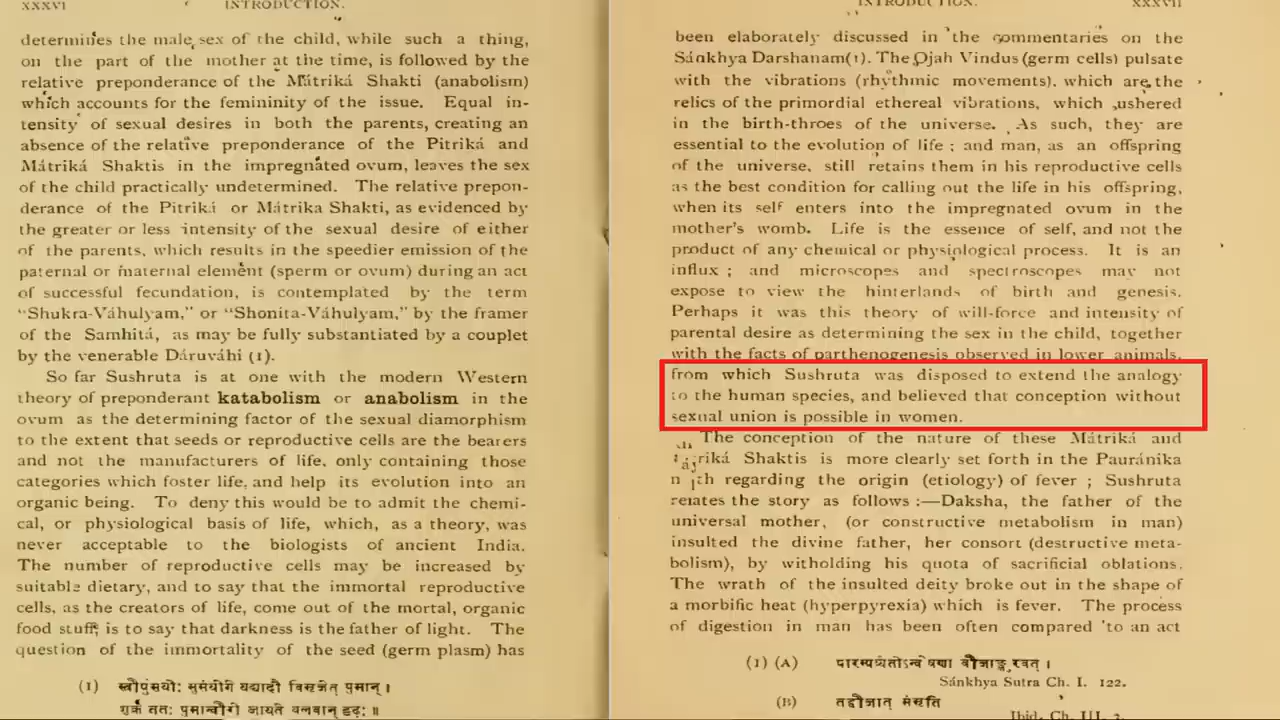 XXXVI
INTRODUCTION.
determines the male sex of the child, while such a thing,
on the part of the mother at the time, is followed by the
relative preponderance of the Mátriká Shakti (anabolism)
which accounts for the femininity of the issue. Equal in-
tensity of sexual desires in both the parents, creating an
absence of the relative preponderance of the Pitriká and
Mátriká Shaktis in the impregnated ovum, leaves the sex
of the child practically undetermined. The relative prepon-
derance of the Pitriká or Mátrika Shakti, as evidenced by
the greater or less intensity of the sexual desire of either
of the parents, which results in the speedier emission of the
paternal or maternal element (sperm or ovum) during an act
of successful fecundation, is contemplated by the term
“Shukra-Váhulyam,” or “Shonita-Váhulyam,” by the framer
of the Samhitá, as may be fully substantiated by a couplet
by the venerable Dáruváhi (1).
So far Sushruta is at one with the modern Western
theory of preponderant katabolism or anabolism in the
ovum as the determining factor of the sexual diamorphism
to the extent that seeds or reproductive cells are the bearers
and not the manufacturers of life, only containing those
categories which foster life, and help its evolution into an
organic being. To deny this would be to admit the chemi-
cal, or physiological basis of life, which, as a theory, was
never acceptable to the biologists of ancient India.
The number of reproductive cells may be increased by
suitable dietary, and to say that the immortal reproductive
cells, as the creators of life, come out of the mortal, organic
food stuff, is to say that darkness is the father of light. The
question of the immortality of the seed (germ plasm) has
(1) स्त्रीपुंसयोः सुसंयोगे यद्यादौ विसृजेत् पुमान् ।
शुक्रं ततः पुमान्वीरो जायते बलवान् दृढः ॥
INTRODUCTION.
XXXVII
been elaborately discussed in the commentaries on the
Sánkhya Darshanam(1). The Ojah Vindus (germ cells) pulsate
with the vibrations (rhythmic movements). which are the
relics of the primordial ethereal vibrations, which ushered
in the birth-throes of the universe. As such, they are
essential to the evolution of life ; and man, as an offspring
of the universe, still retains them in his reproductive cells
as the best condition for calling out the life in his offspring,
when its self enters into the impregnated ovum in the
mother's womb. Life is the essence of self, and not the
product of any chemical or physiological process. It is an
influx ; and microscopes and spectroscopes may not
expose to view the hinterlands of birth and genesis.
Perhaps it was this theory of will-force and intensity of
parental desire as determining the sex in the child, together
with the facts of parthenogenesis observed in lower animals,
from which Sushruta was disposed to extend the analogy
to the human species, and believed that conception without
sexual union is possible in women.
The conception of the nature of these Mátriká and
riká Shaktis is more clearly set forth in the Pauránika
regarding the origin (etiology) of fever ; Sushruta
relates the story as follows :—Daksha, the father of the
universal mother, (or constructive metabolism in man)
insulted the divine father, her consort (destructive meta-
bolism), by witholding his quota of sacrificial oblations.
The wrath of the insulted deity broke out in the shape of
a morbific heat (hyperpyrexia) which is fever. The process
of digestion in man has been often compared to an act
(1) (A)
Sánkhya Sutra Ch. I. 122.
(B)
Ibid. Ch. III. 3.